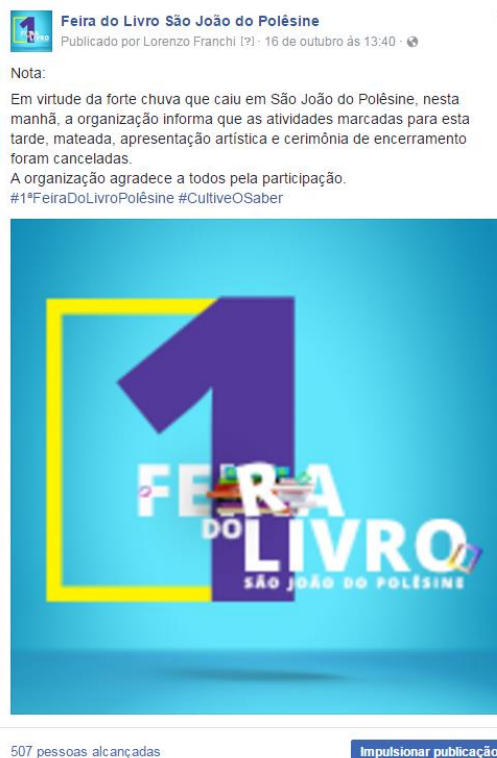 Feira do Livro São João do Polêsine
Publicado por Lorenzo Franchi [?] · 16 de outubro às 13:40 ·
Nota:
Em virtude da forte chuva que caiu em São João do Polêsine, nesta
manhã, a organização informa que as atividades marcadas para esta
tarde, mateada, apresentação artística e cerimônia de encerramento
foram canceladas.
A organização agradece a todos pela participação.
#1ªFeiraDoLivroPolêsine #CultiveOSaber
1
FEIRA
DO LIVRO
SÃO JOÃO DO POLÊSINE
507 pessoas alcançadas
Impulsionar publicação